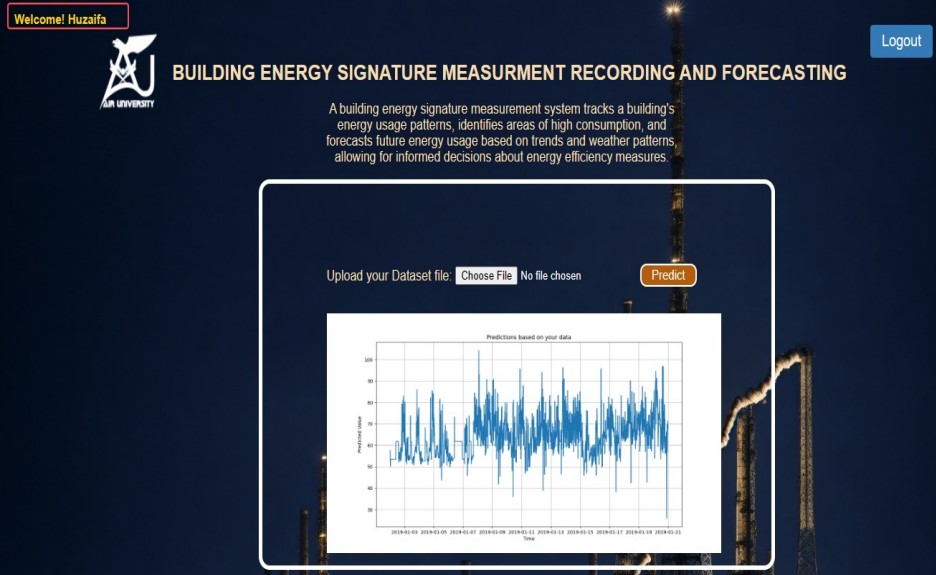 Welcome! Huzaifa
Logout
AIR UNIVERSITY
BUILDING ENERGY SIGNATURE MEASURMENT RECORDING AND FORECASTING
A building energy signature measurement system tracks a building's
energy usage patterns, identifies areas of high consumption, and
forecasts future energy usage based on trends and weather patterns,
allowing for informed decisions about energy efficiency measures.
Upload your Dataset file: Choose File No file chosen
Predict
Predictions based on your data
Predicted Value
100
90
80
70
60
50
40
30
2019-01-03 2019-01-05 2019-01-07 2019-01-09 2019-01-11 2019-01-13 2019-01-15 2019-01-17 2019-01-19 2019-01-21
Time